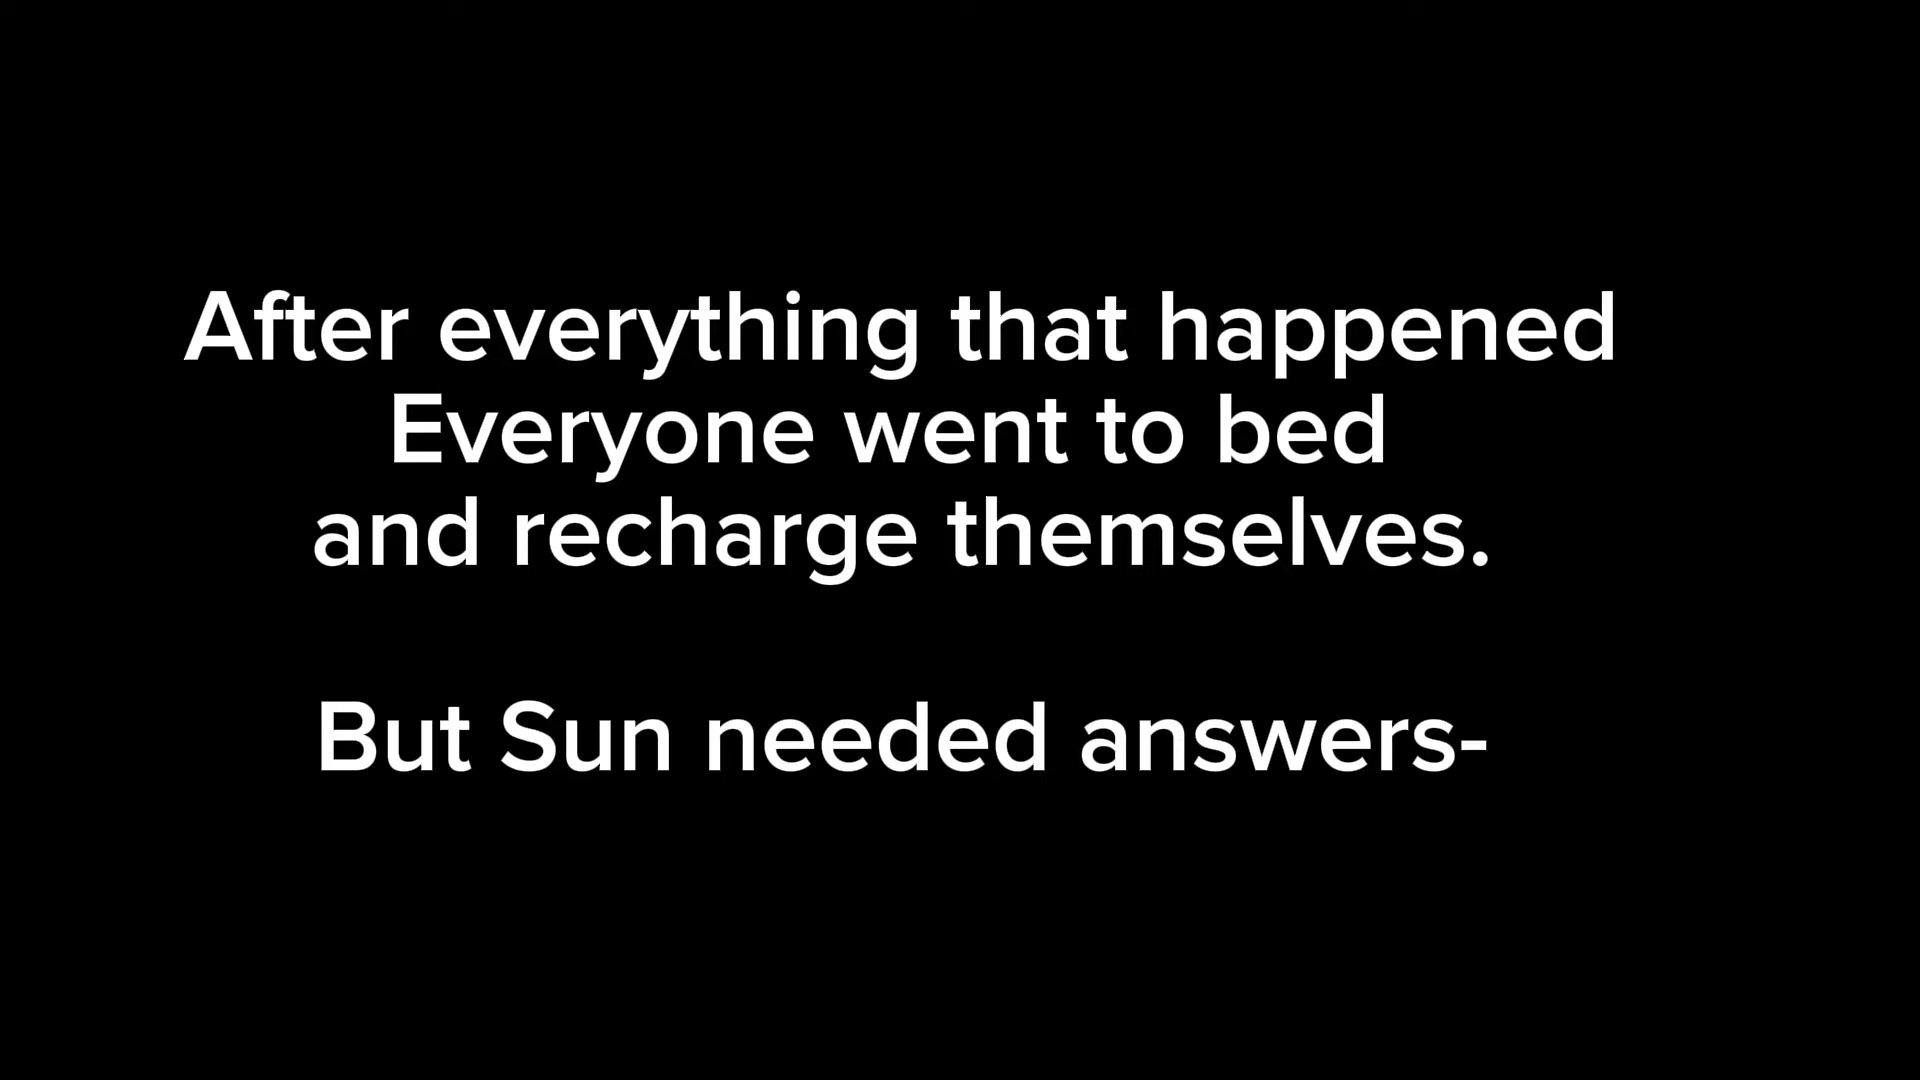 After everything that happened
Everyone went to bed
and recharge themselves.
But Sun needed answers-